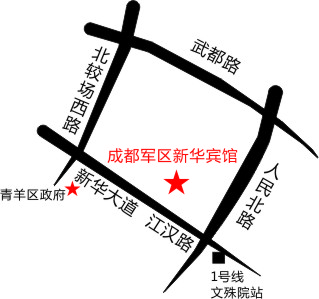 武都路
北较场西路
成都军区新华宾馆
人民北路
青羊区政府
新华大道 江汉路
1号线
文殊院站